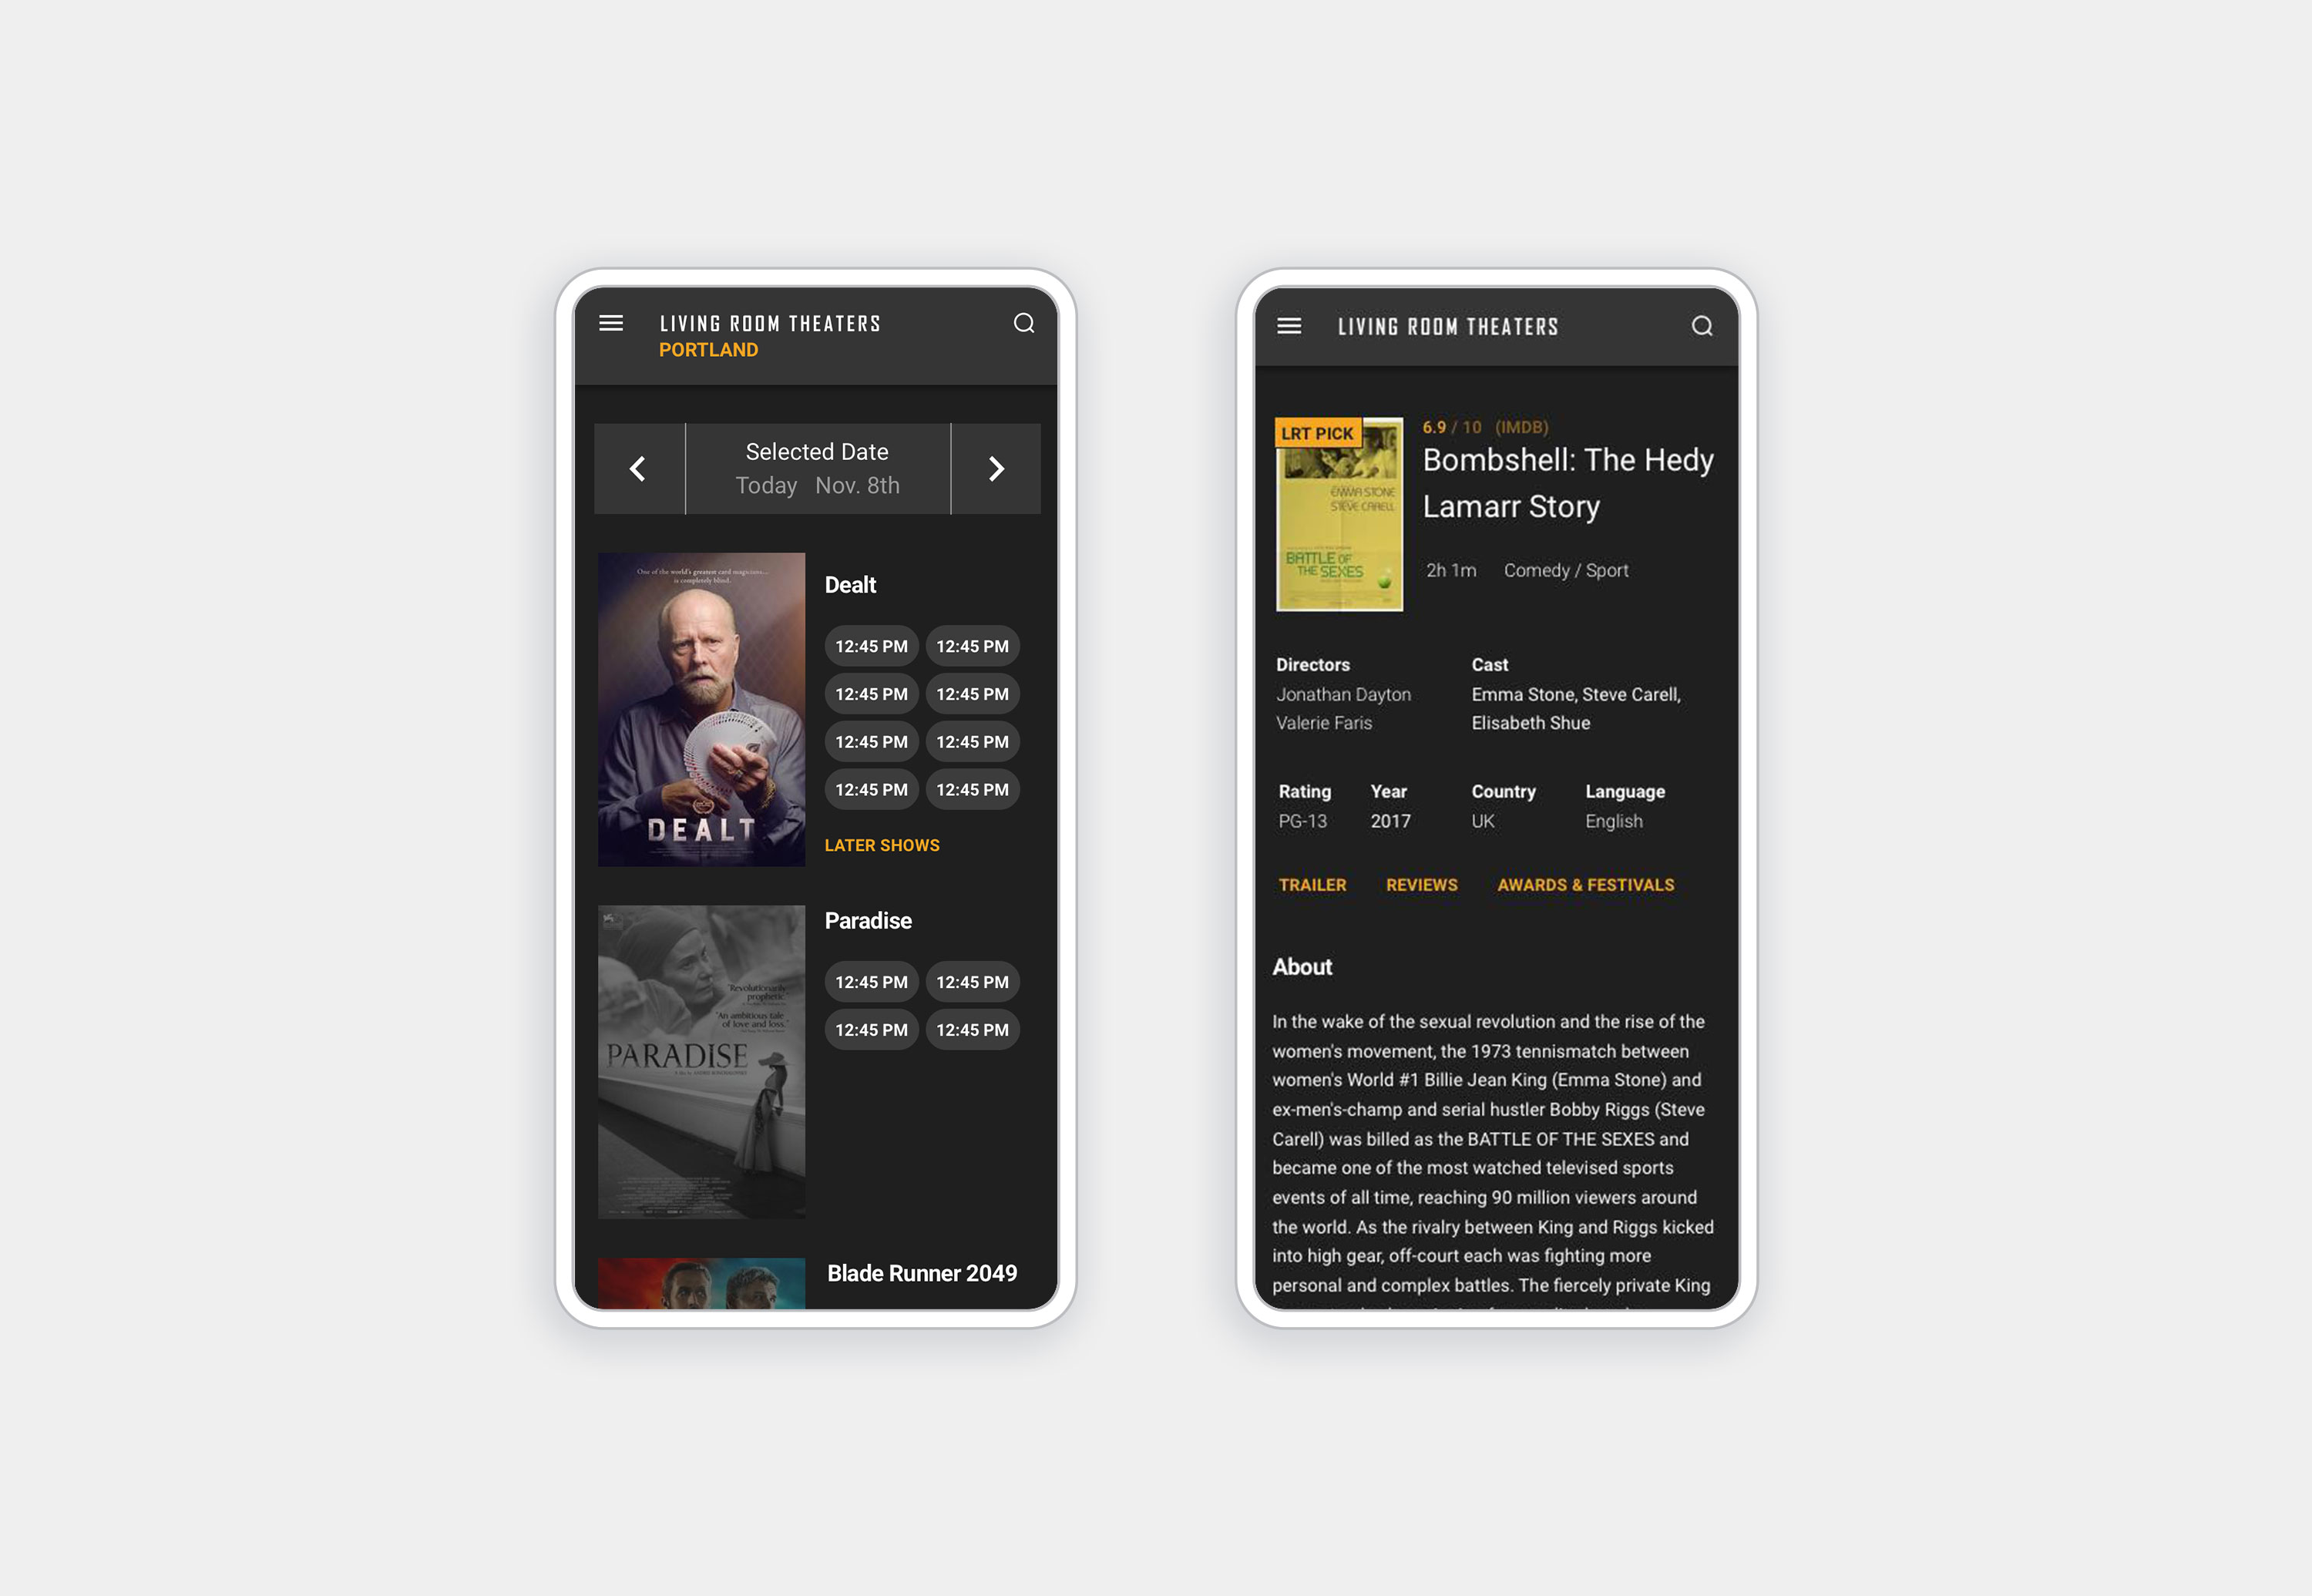 LIVING ROOM THEATERS
PORTLAND
Selected Date
Today Nov. 8th
One of the world's greatest card magicians...
is completely blind.
DEALT
Dealt
12:45 PM 12:45 PM
12:45 PM 12:45 PM
12:45 PM 12:45 PM
12:45 PM 12:45 PM
LATER SHOWS
"Revolutionarily
prophetic."
"An ambitious tale
of love and loss."
PARADISE
Paradise
12:45 PM 12:45 PM
12:45 PM 12:45 PM
Blade Runner 2049
LIVING ROOM THEATERS
LRT PICK
EMMA STONE
STEVE CARELL
BATTLE OF
THE SEXES
6.9 / 10 (IMDB)
Bombshell: The Hedy
Lamarr Story
2h 1m Comedy / Sport
Directors
Jonathan Dayton
Valerie Faris
Cast
Emma Stone, Steve Carell,
Elisabeth Shue
Rating Year Country Language
PG-13 2017 UK English
TRAILER REVIEWS AWARDS & FESTIVALS
About
In the wake of the sexual revolution and the rise of the
women's movement, the 1973 tennismatch between
women's World #1 Billie Jean King (Emma Stone) and
ex-men's-champ and serial hustler Bobby Riggs (Steve
Carell) was billed as the BATTLE OF THE SEXES and
became one of the most watched televised sports
events of all time, reaching 90 million viewers around
the world. As the rivalry between King and Riggs kicked
into high gear, off-court each was fighting more
personal and complex battles. The fiercely private King